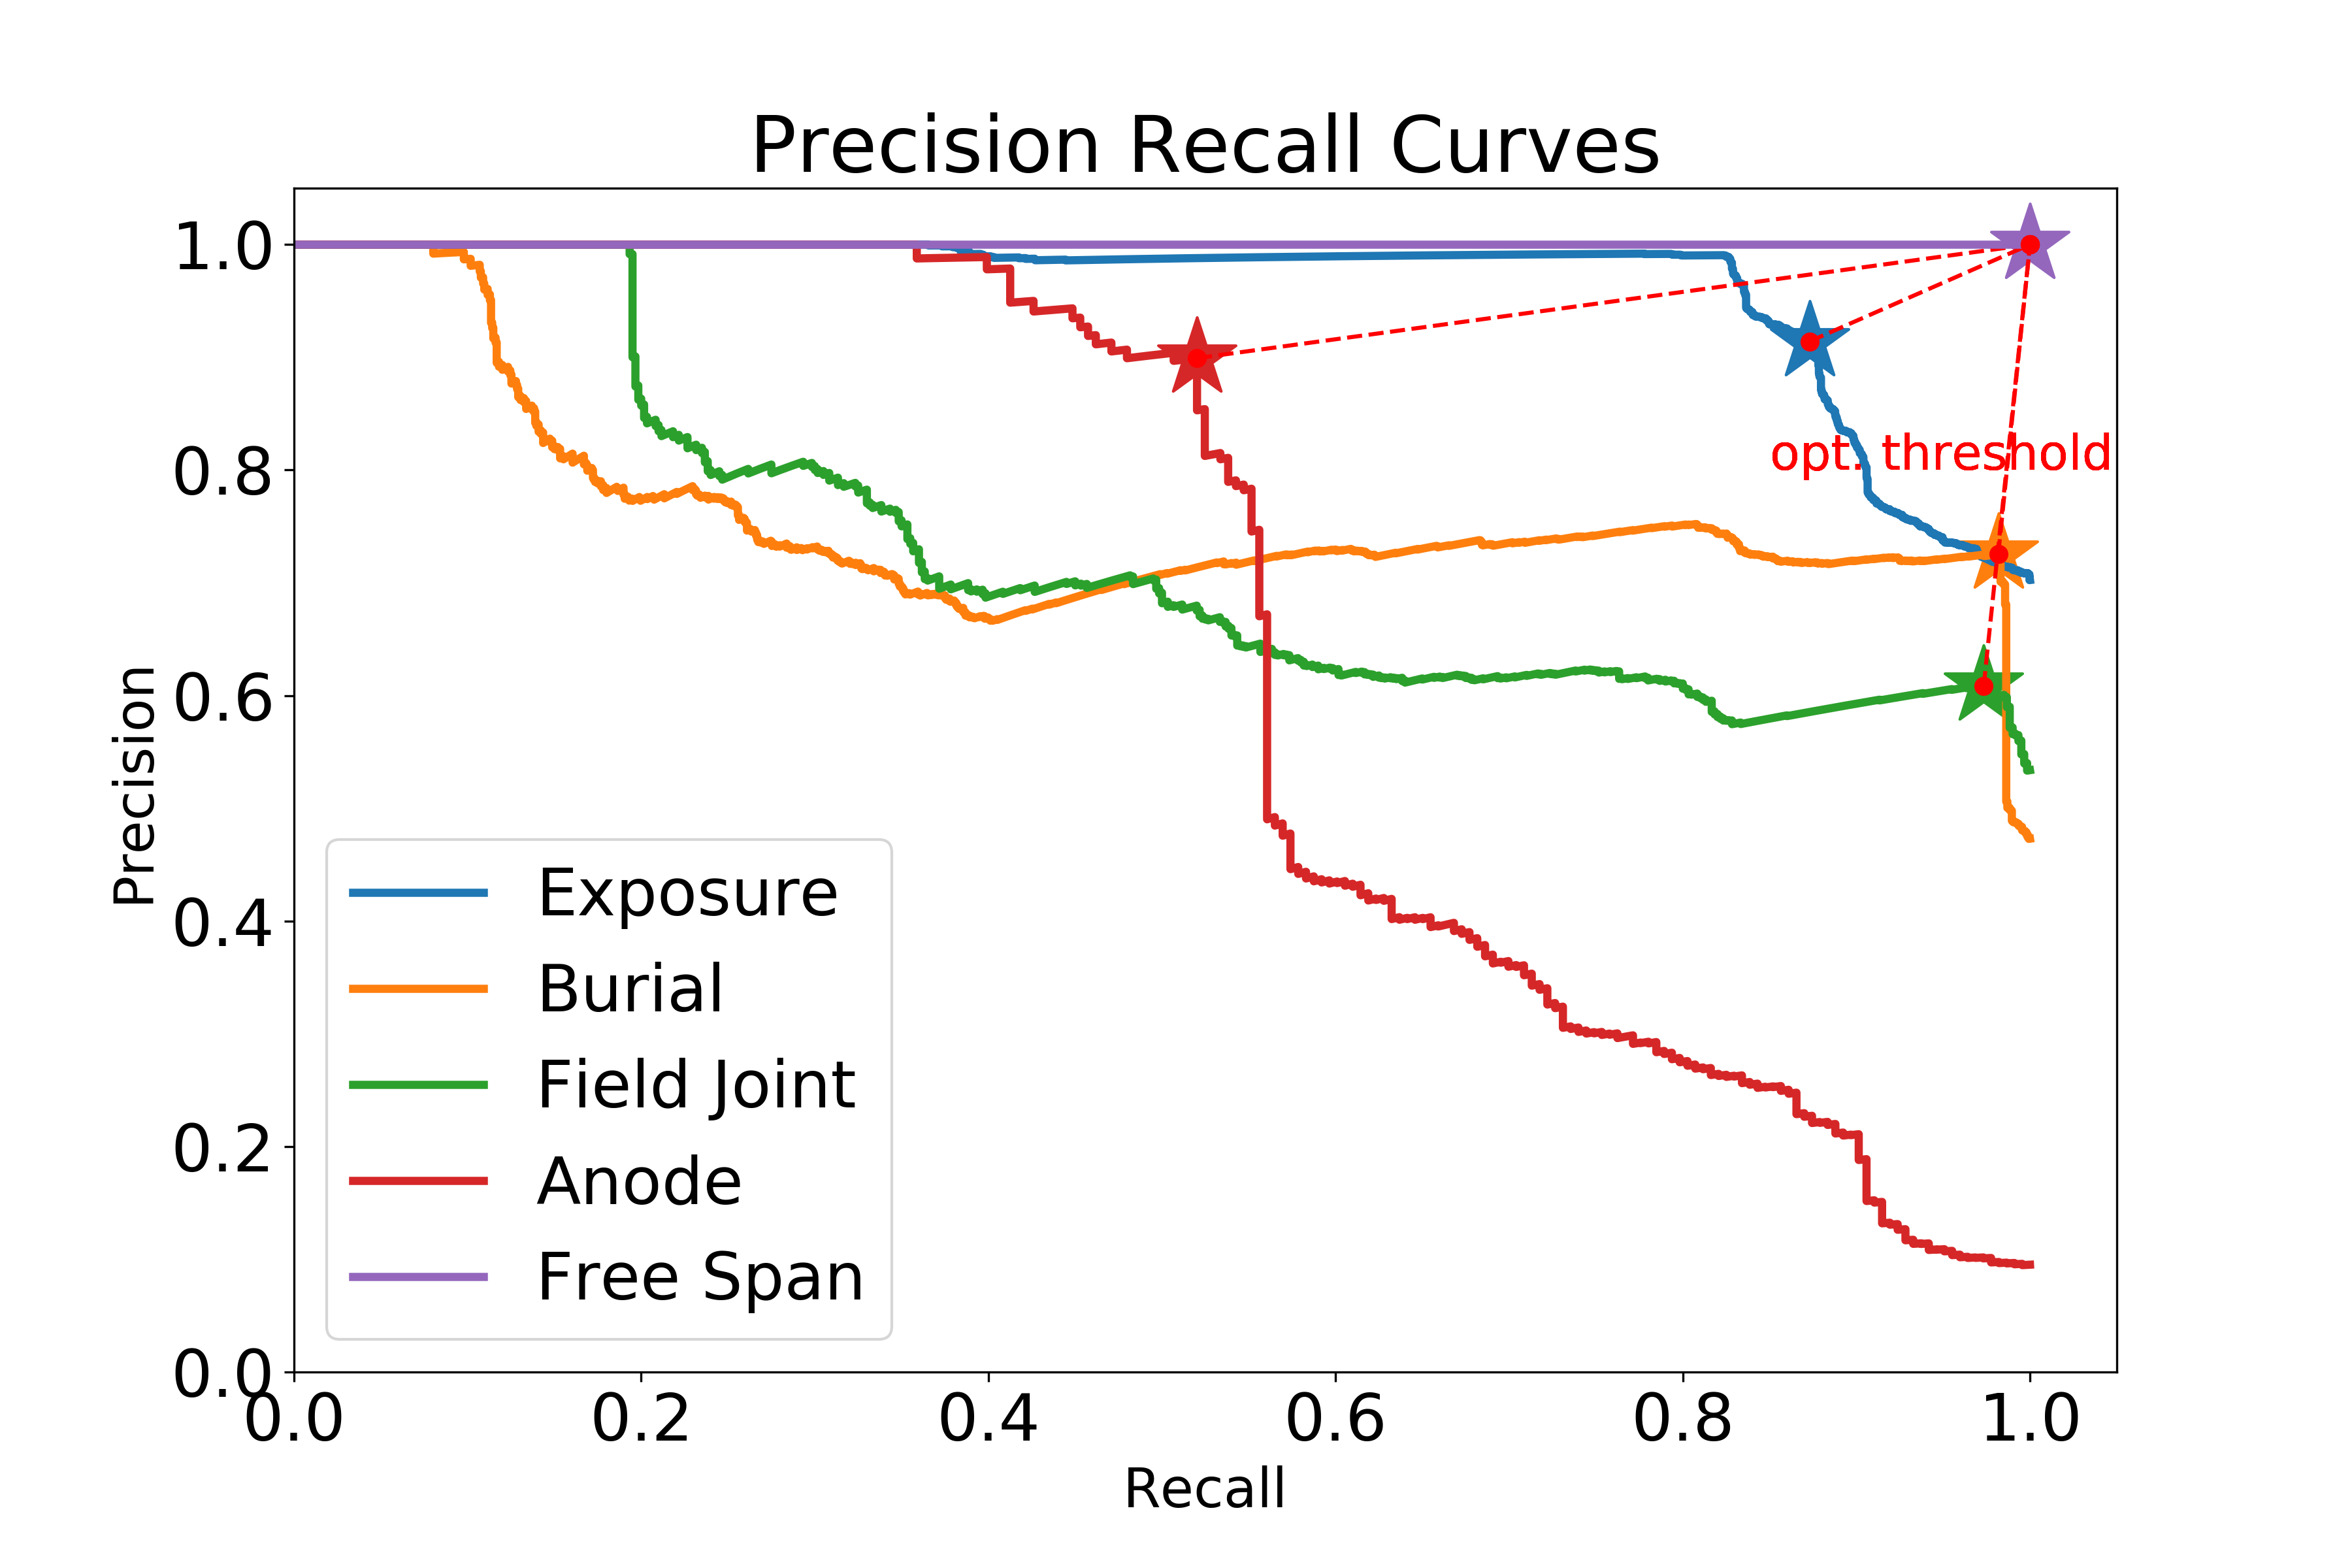 Precision Recall Curves
1.0
0.8
opt. threshold
0.6
Precision
0.4
0.2
0.0
Exposure
Burial
Field Joint
Anode
Free Span
0.0 0.2 0.4 0.6 0.8 1.0
Recall